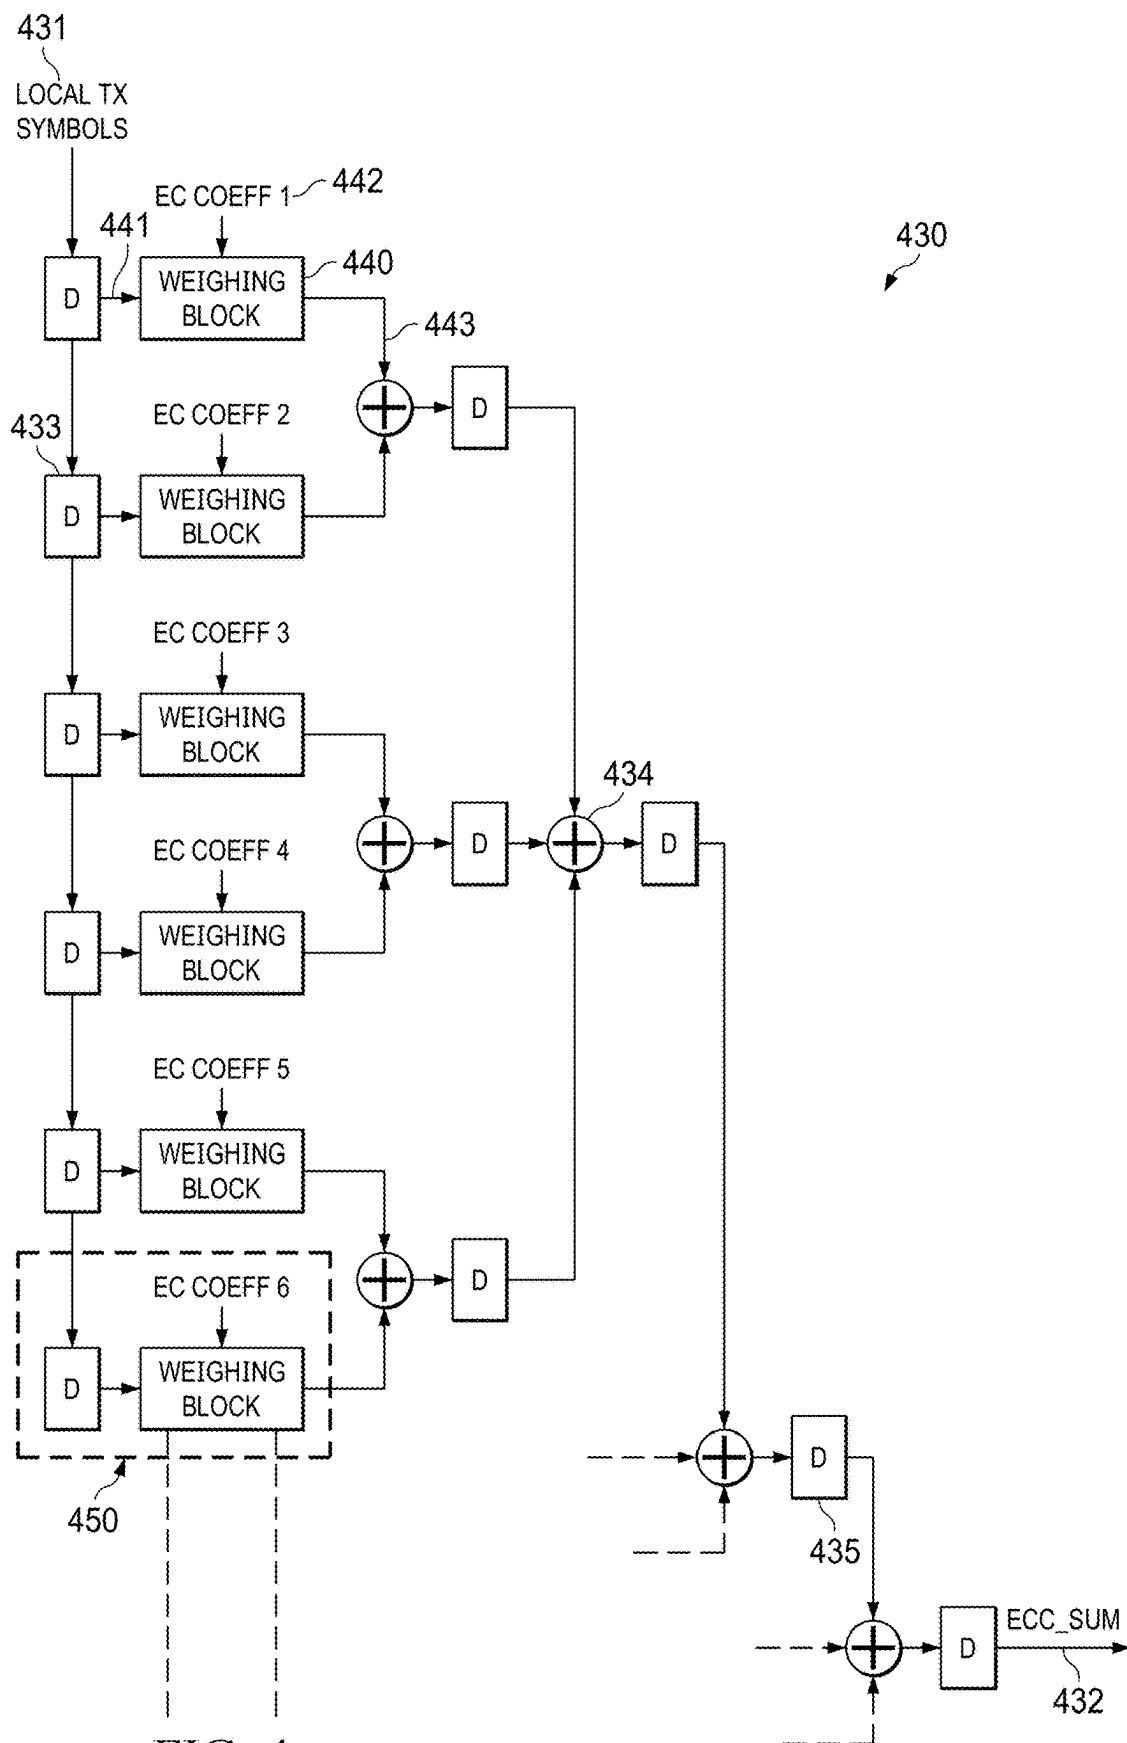 431
LOCAL TX
SYMBOLS
EC COEFF 1
442
441
430
D
WEIGHING
BLOCK
440
443
EC COEFF 2
D
433
D
WEIGHING
BLOCK
EC COEFF 3
D
WEIGHING
BLOCK
434
EC COEFF 4
D
D
D
WEIGHING
BLOCK
EC COEFF 5
D
WEIGHING
BLOCK
EC COEFF 6
D
D
WEIGHING
BLOCK
450
D
435
ECC_SUM
D
432